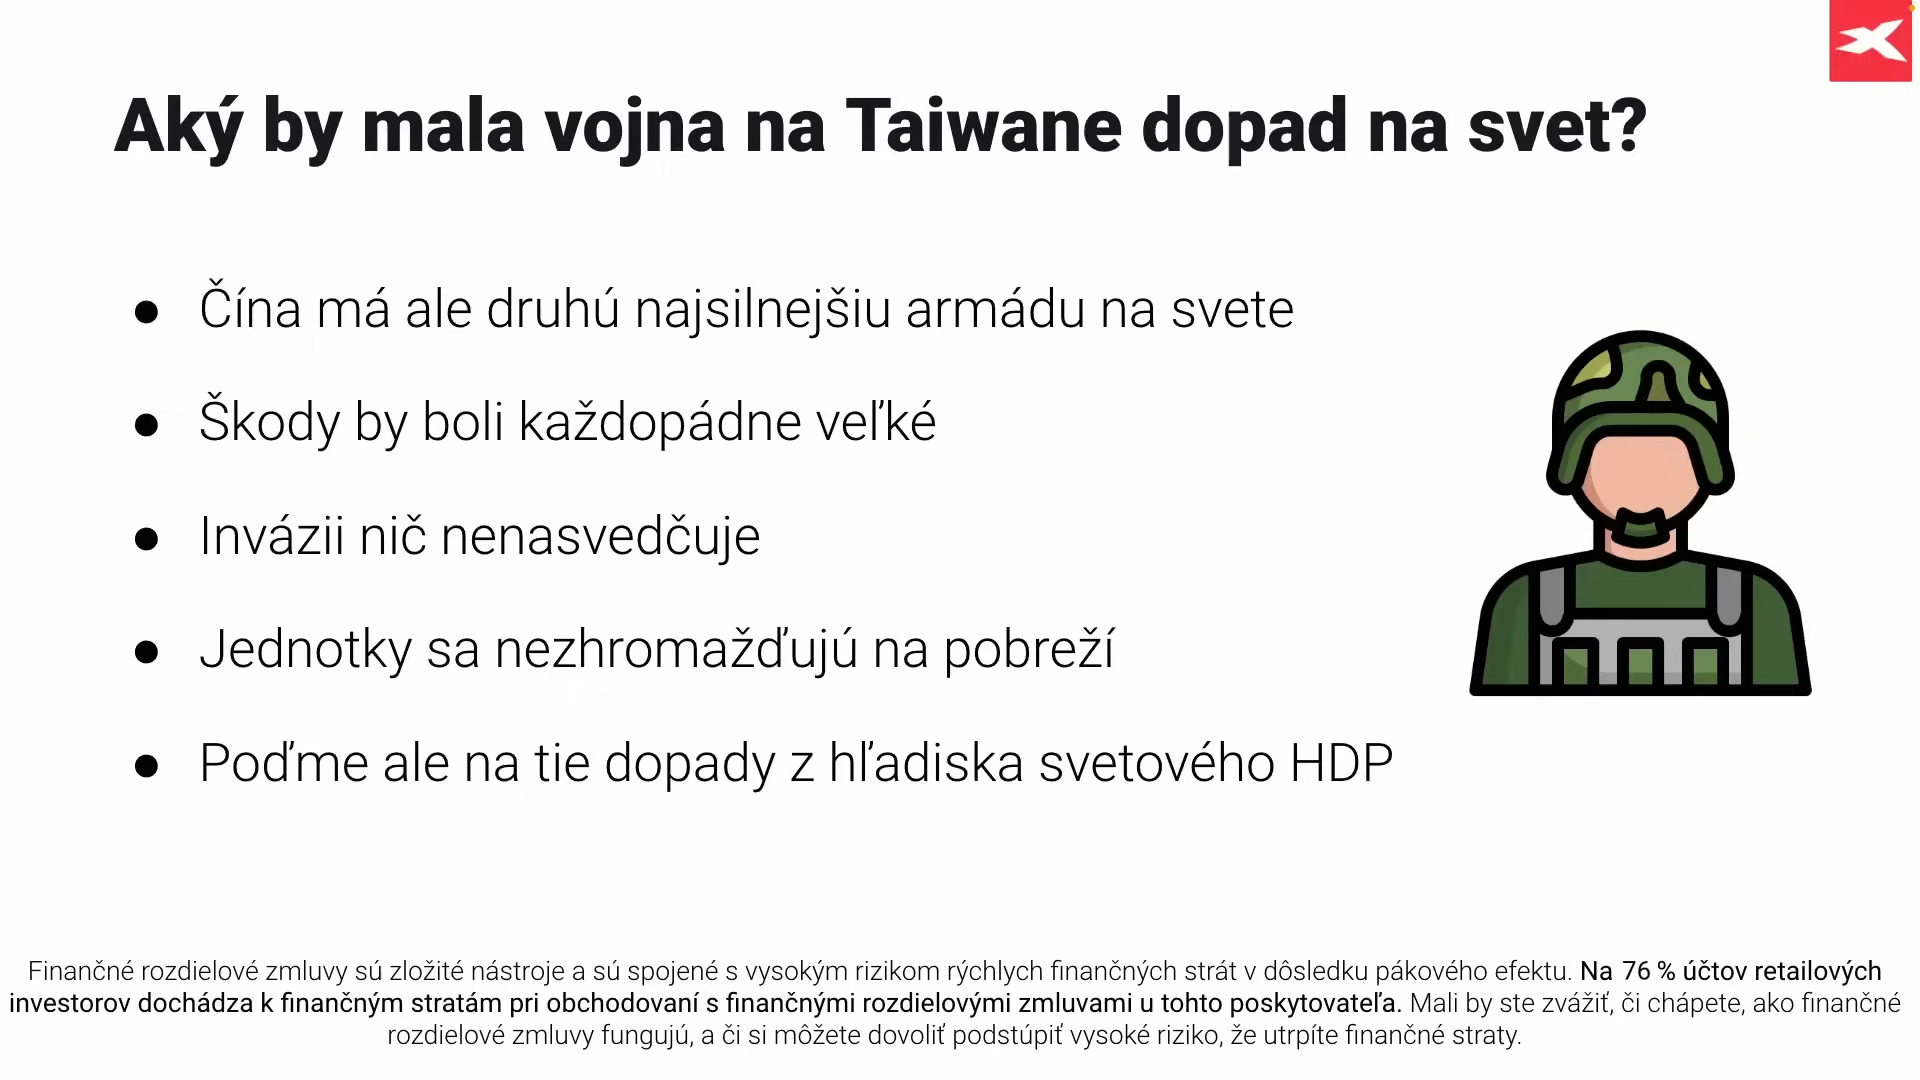 Aký by mala vojna na Taiwane dopad na svet?
● Čína má ale druhú najsilnejšiu armádu na svete
● Škody by boli každopádne veľké
● Invázii nič nenasvedčuje
● Jednotky sa nezhromažďujú na pobreží
● Poďme ale na tie dopady z hľadiska svetového HDP
Finančné rozdielové zmluvy sú zložité nástroje a sú spojené s vysokým rizikom rýchlych finančných strát v dôsledku pákového efektu. Na 76 % účtov retailových
investorov dochádza k finančným stratám pri obchodovaní s finančnými rozdielovými zmluvami u tohto poskytovateľa. Mali by ste zvážiť, či chápete, ako finančné
rozdielové zmluvy fungujú, a či si môžete dovoliť podstúpiť vysoké riziko, že utrpíte finančné straty.